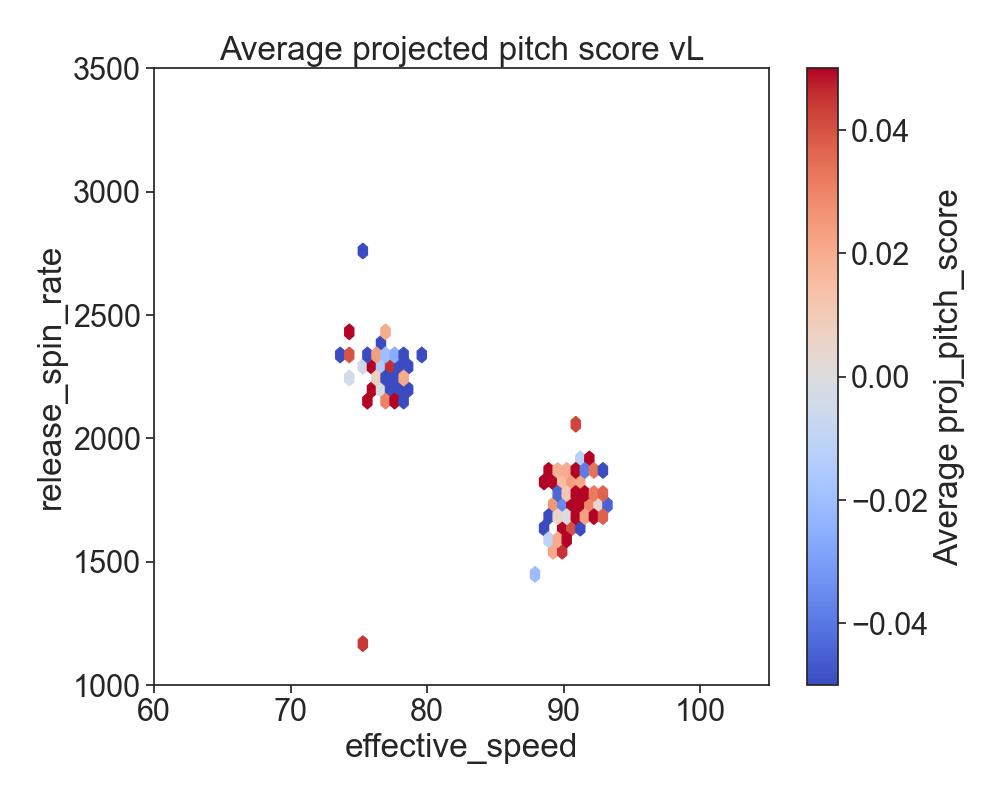 Average projected pitch score vL
3500
3000
2500
2000
1500
1000
release_spin_rate
60 70 80 90 100
effective_speed
0.04
0.02
0.00
−0.02
−0.04
Average proj_pitch_score